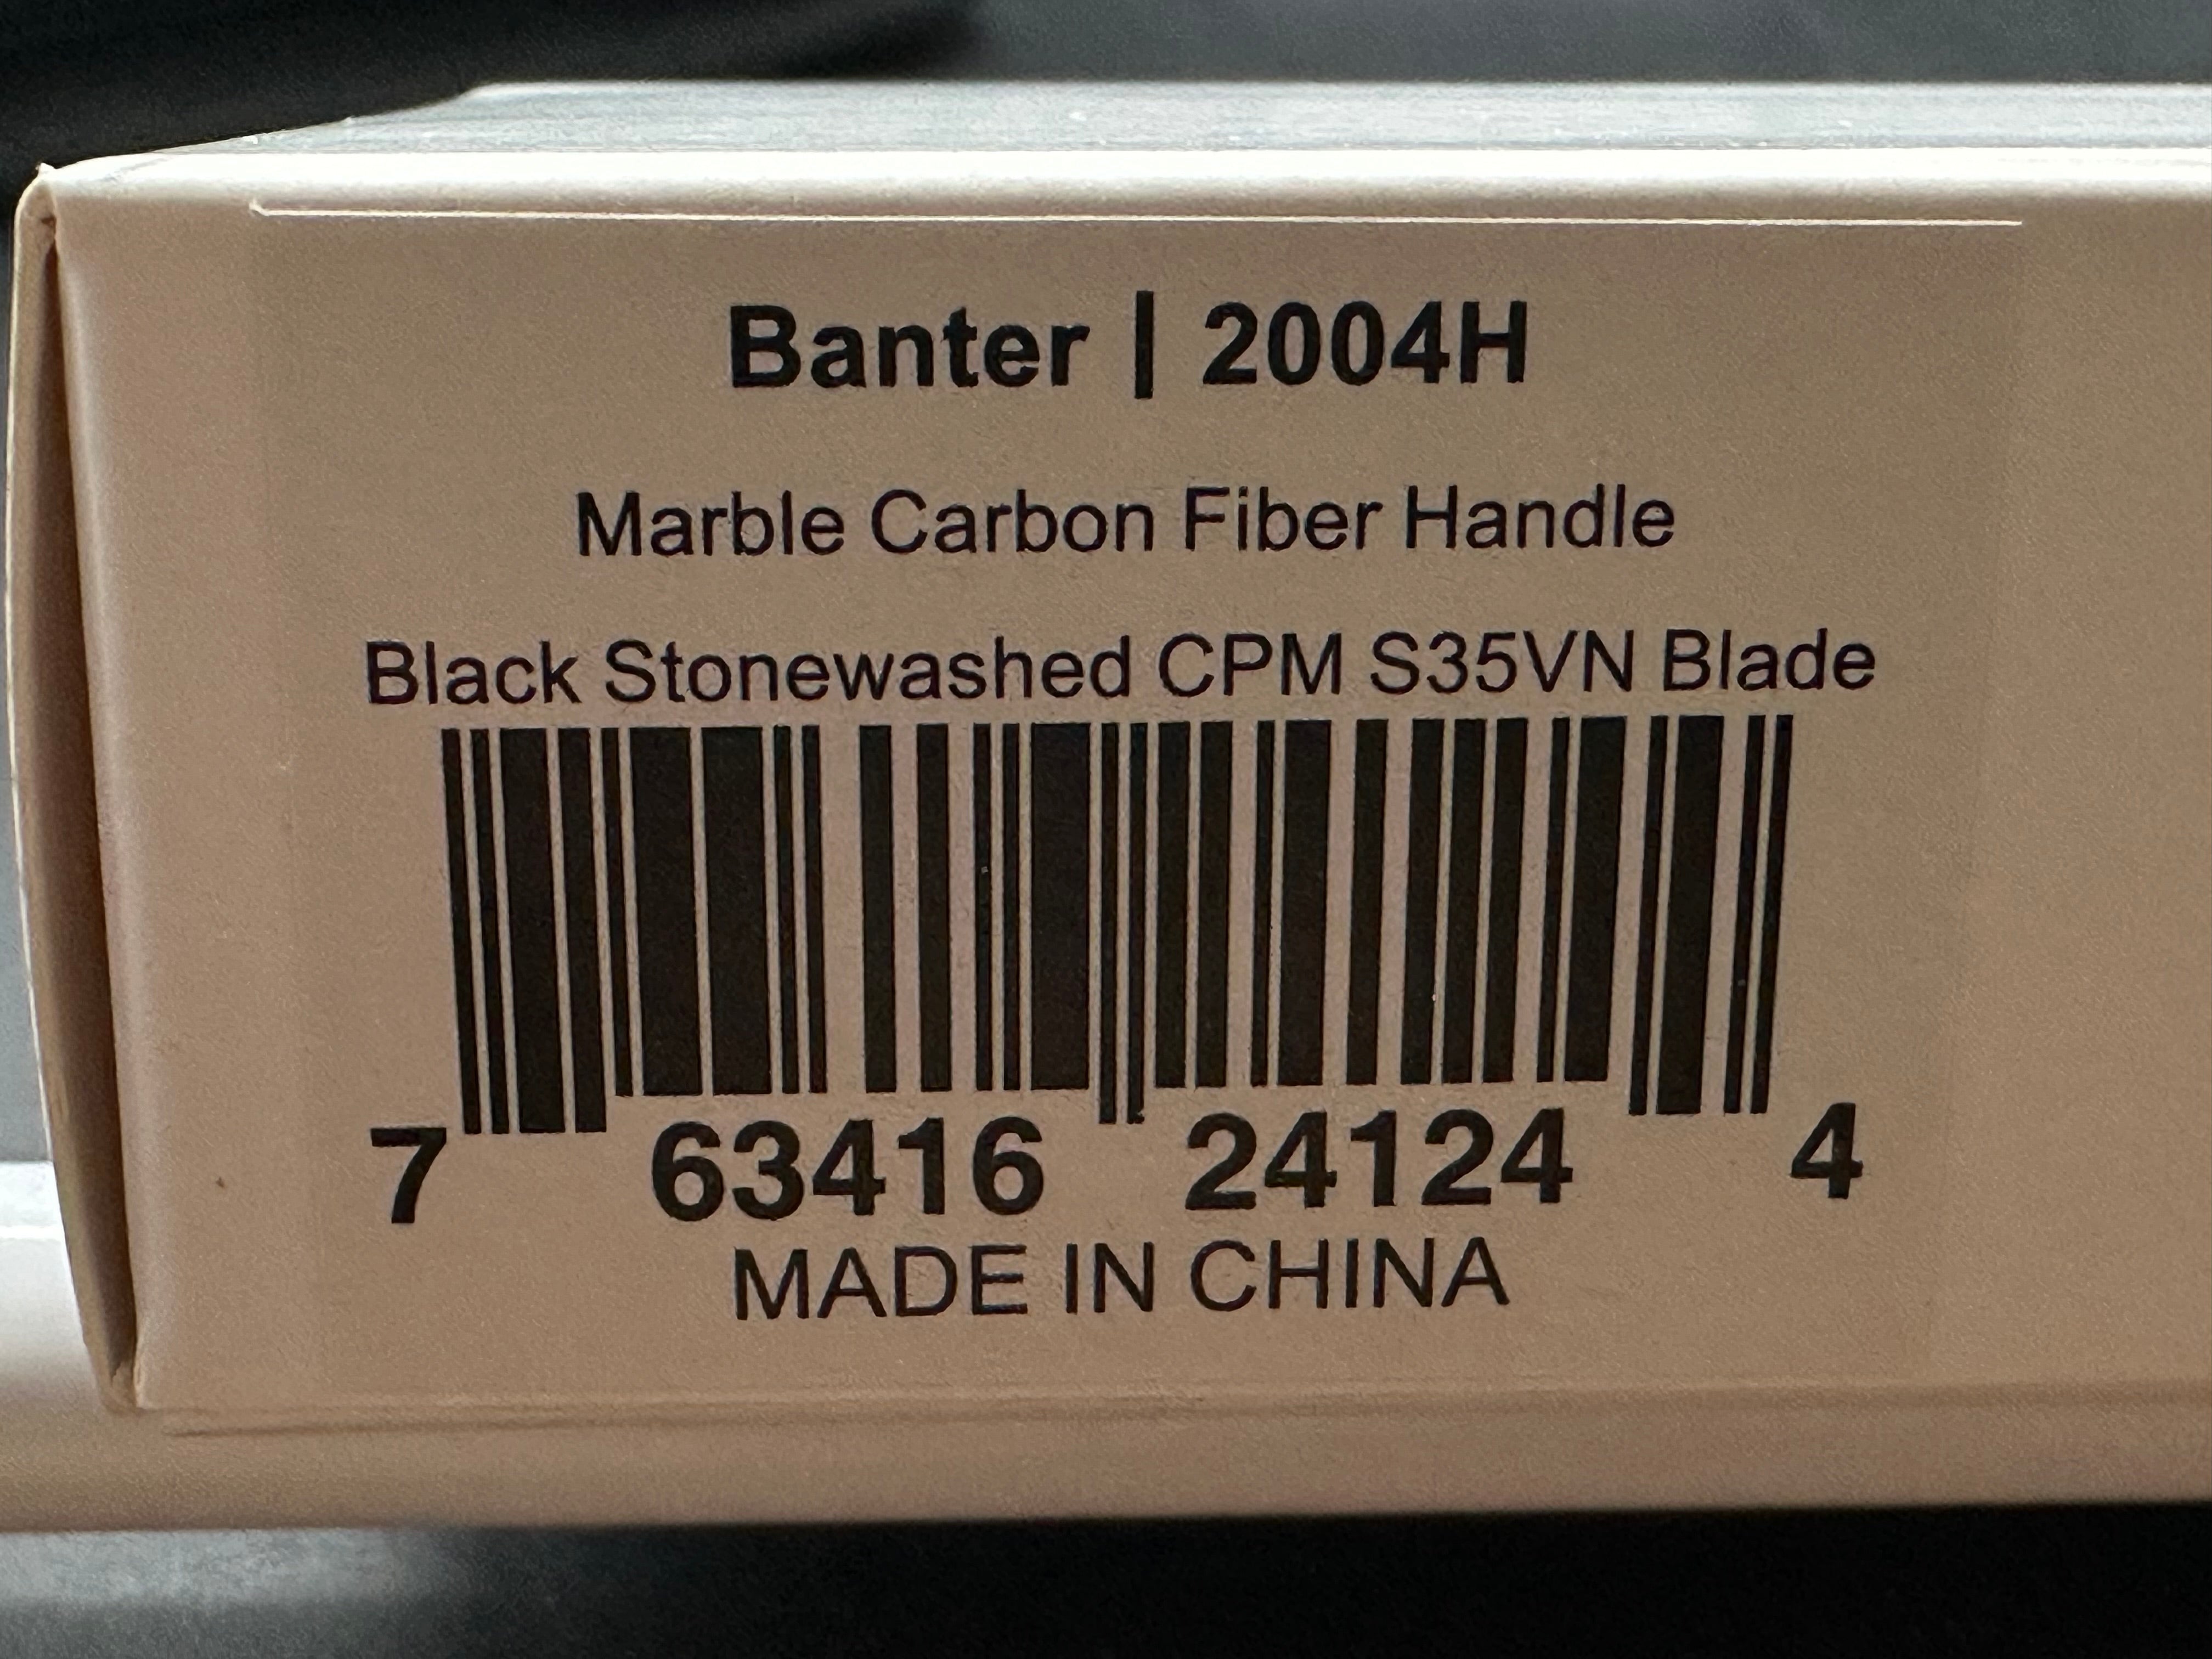 Banter | 2004H
Marble Carbon Fiber Handle
Black Stonewashed CPM S35VN Blade
7 63416 24124 4
MADE IN CHINA